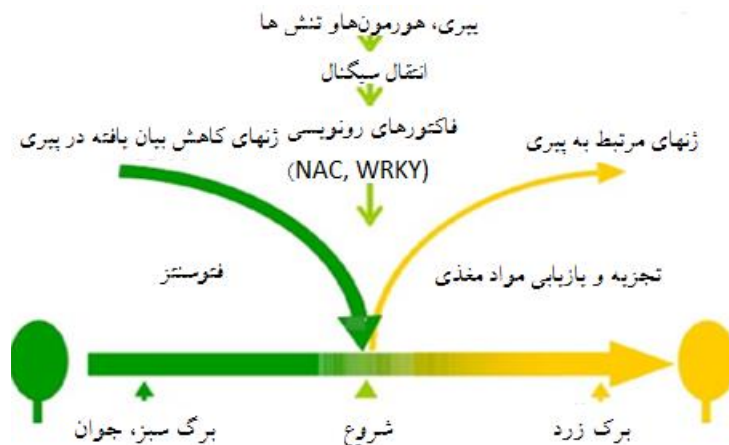 پیری، هورمون‌هاو تنش ها
انتقال سیگنال
فاکتورهای رونویسی
(NAC, WRKY)
ژنهای کاهش بیان یافته در پیری
ژنهای مرتبط به پیری
فتوسنتز
تجزیه و بازیابی مواد مغذی
برگ سبز، جوان
شروع
برک زرد